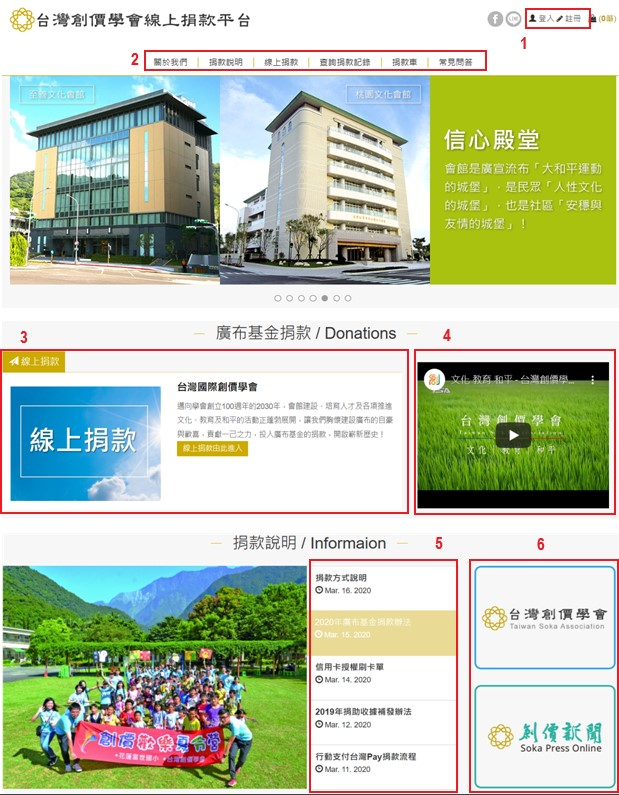 台灣創價學會線上捐款平台
LINE
登入 註冊 (0筆)
1
2
關於我們 捐款說明 線上捐款 查詢捐款記錄 捐款車 常見問答
至善文化會館
桃園文化會館
信心殿堂
會館是廣宣流布「大和平運動
的城堡」，是民眾「人性文化
的城堡」，也是社區「安穩與
友情的城堡」！
廣布基金捐款 / Donations
3
4
線上捐款
線上捐款
台灣國際創價學會
邁向學會創立100週年的2030年，會館建設、培育人才及各項推進
文化、教育及和平的活動正蓬勃展開，讓我們胸懷建設廣布的自豪
與歡喜，貢獻一己之力，投入廣布基金的捐款，開啟嶄新歷史！
線上捐款由此進入
文化 教育 和平 - 台灣創價學...
台灣創價學會
文化 教育 和平
捐款說明 / Informaion
5
6
創價歡樂夏令營
捐款方式說明
Mar. 16. 2020
2020年廣布基金捐款辦法
Mar. 15. 2020
信用卡授權刷卡單
Mar. 14. 2020
2019年捐助收據補發辦法
Mar. 12. 2020
行動支付台灣Pay捐款流程
Mar. 11. 2020
台灣創價學會
Taiwan Soka Association
創價新聞
Soka Press Online